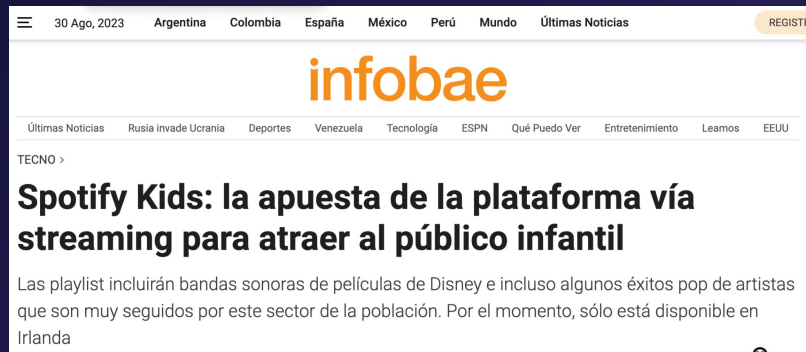 30 Ago, 2023 Argentina Colombia España México Perú Mundo Últimas Noticias
infobae
Últimas Noticias Rusia invade Ucrania Deportes Venezuela Tecnología ESPN Qué Puedo Ver Entretenimiento Leamos EEUU
TECNO >
Spotify Kids: la apuesta de la plataforma vía
streaming para atraer al público infantil
Las playlist incluirán bandas sonoras de películas de Disney e incluso algunos éxitos pop de artistas
que son muy seguidos por este sector de la población. Por el momento, sólo está disponible en
Irlanda